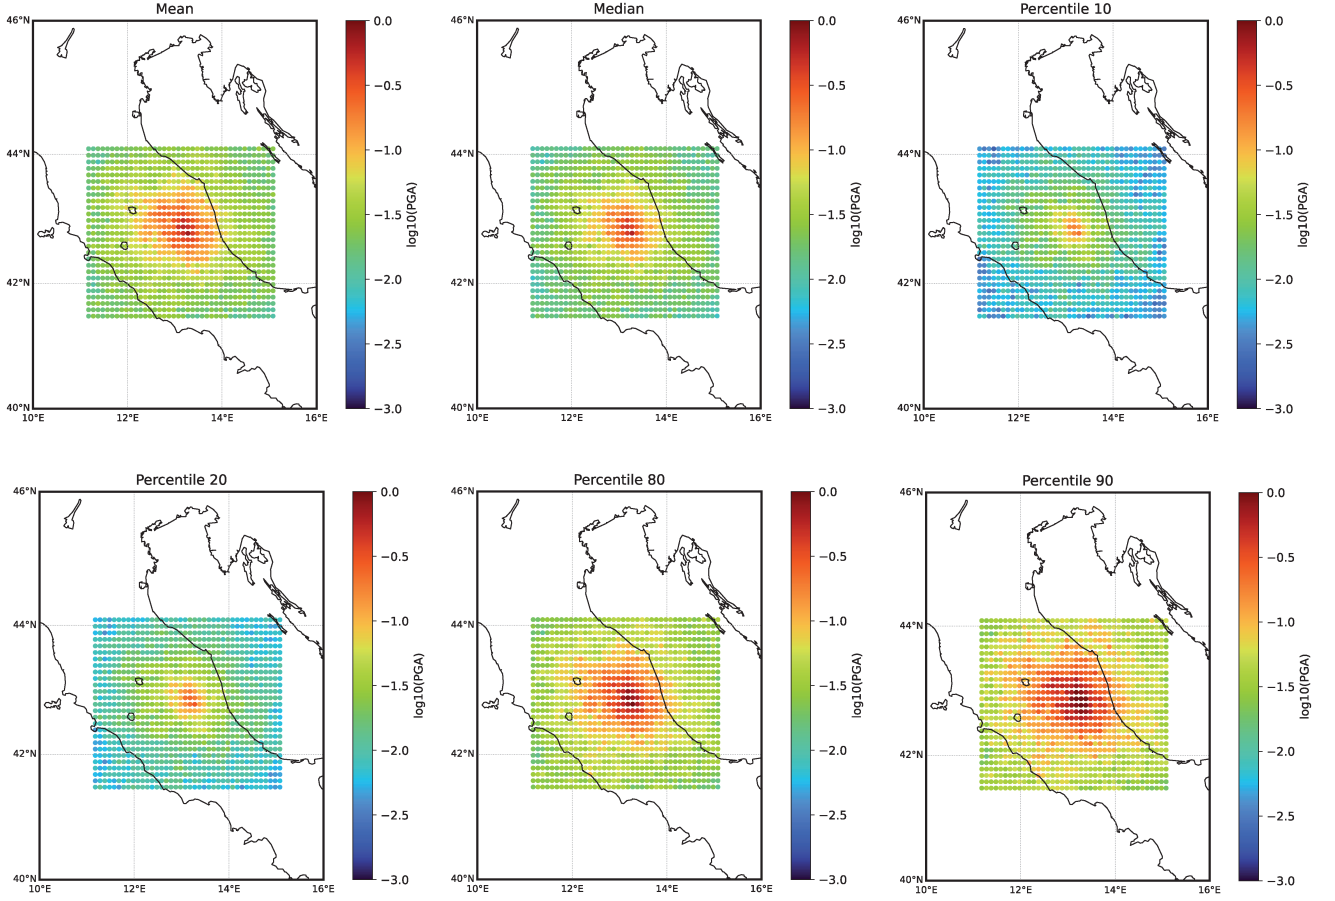 Mean
46°N
44°N
42°N
40°N
10°E
12°E
14°E
16°E
0.0
−0.5
−1.0
−1.5
−2.0
−2.5
−3.0
log10(PGA)
Median
46°N
44°N
42°N
40°N
10°E
12°E
14°E
16°E
0.0
−0.5
−1.0
−1.5
−2.0
−2.5
−3.0
log10(PGA)
Percentile 10
46°N
44°N
42°N
40°N
10°E
12°E
14°E
16°E
0.0
−0.5
−1.0
−1.5
−2.0
−2.5
−3.0
log10(PGA)
Percentile 20
46°N
44°N
42°N
40°N
10°E
12°E
14°E
16°E
0.0
−0.5
−1.0
−1.5
−2.0
−2.5
−3.0
log10(PGA)
Percentile 80
46°N
44°N
42°N
40°N
10°E
12°E
14°E
16°E
0.0
−0.5
−1.0
−1.5
−2.0
−2.5
−3.0
log10(PGA)
Percentile 90
46°N
44°N
42°N
40°N
10°E
12°E
14°E
16°E
0.0
−0.5
−1.0
−1.5
−2.0
−2.5
−3.0
log10(PGA)